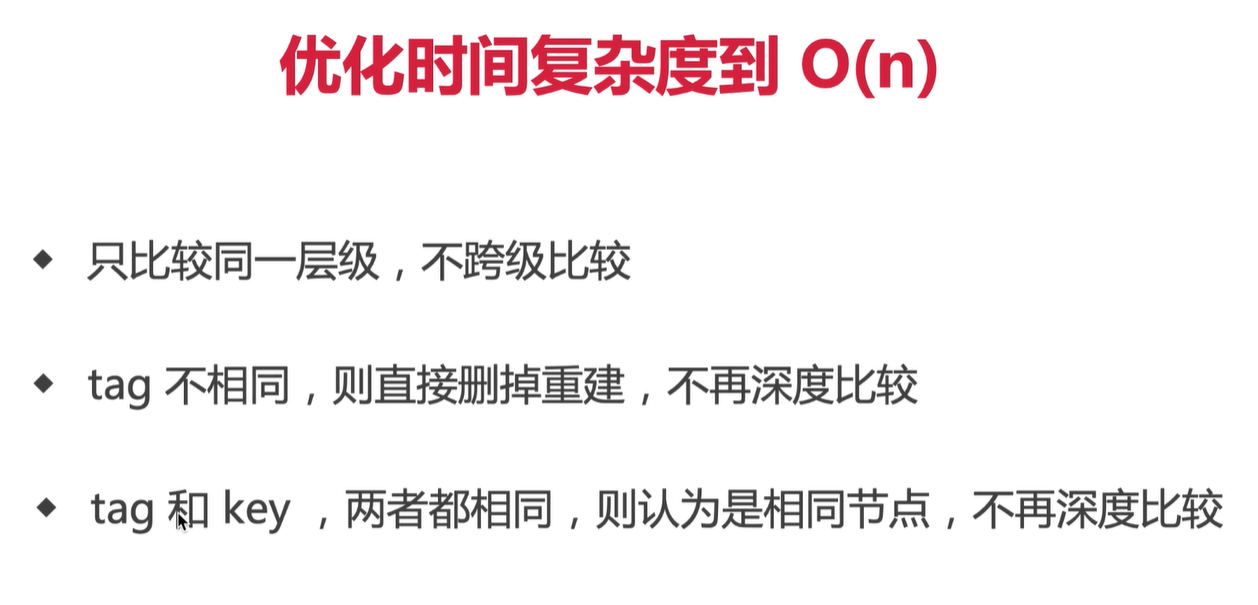 优化时间复杂度到 O(n)
只比较同一层级，不跨级比较
tag 不相同，则直接删掉重建，不再深度比较
tag 和 key ，两者都相同，则认为是相同节点，不再深度比较